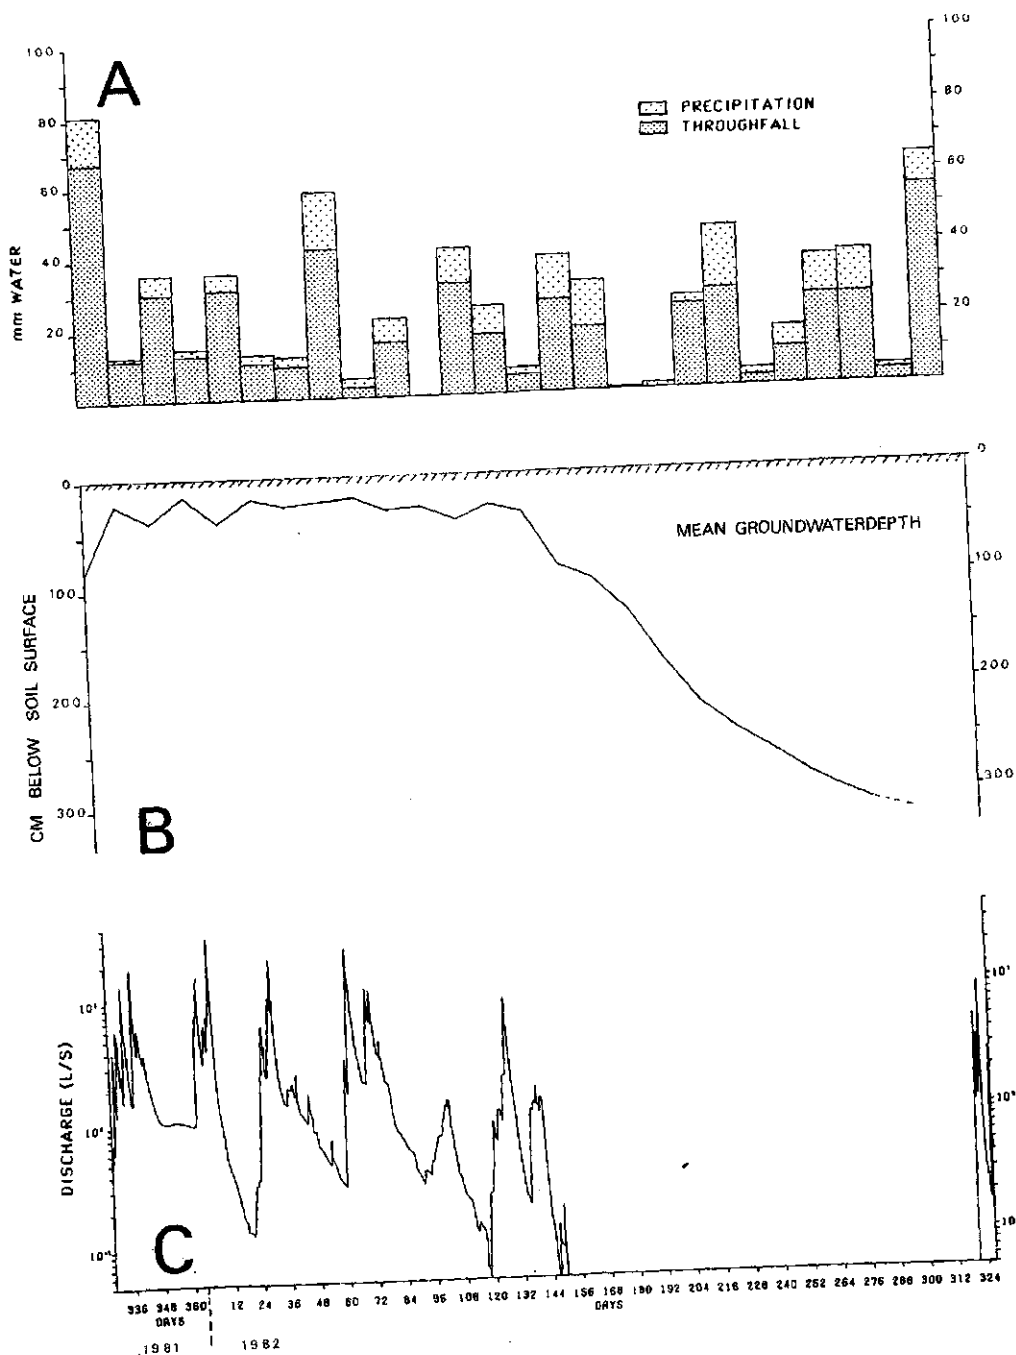 A
100
80
60
40
20
mm WATER
PRECIPITATION
THROUGHFALL
100
80
60
40
20
0
100
200
300
CM BELOW SOIL SURFACE
B
MEAN GROUNDWATERDEPTH
0
100
200
300
DISCHARGE (L/S)
C
336 348 360 12 24 36 48 60 72 84 96 108 120 132 144 156 168 180 192 204 216 228 240 252 264 276 288 300 312 324
DAYS DAYS
1981 1982